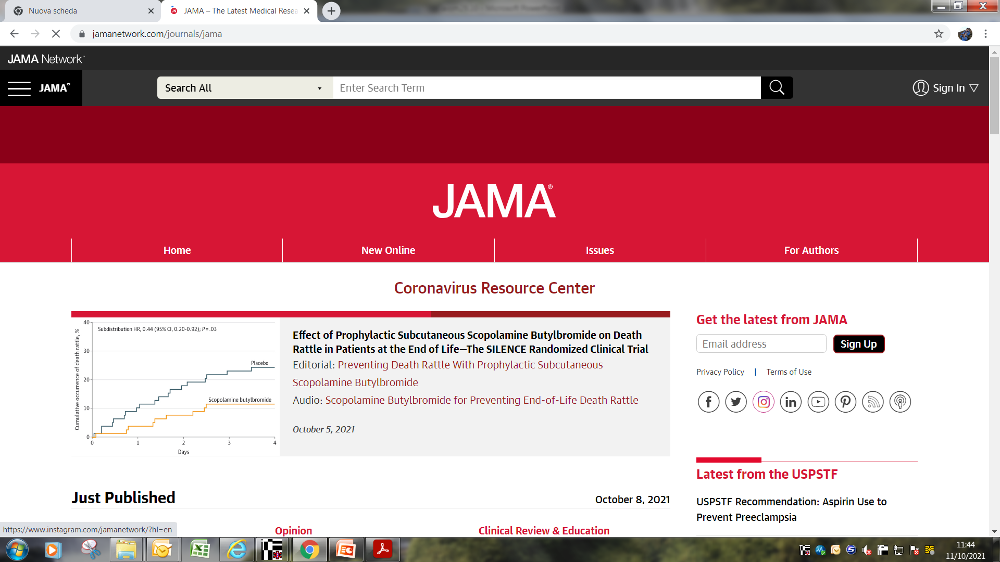 Nuova scheda
JAMA – The Latest Medical Resea
jamanetwork.com/journals/jama
JAMA Network™
JAMA®
Search All
Enter Search Term
Sign In
JAMA®
Home
New Online
Issues
For Authors
Coronavirus Resource Center
Cumulative occurrence of death rattle, %
40
30
20
10
0
Subdistribution HR, 0.44 (95% CI, 0.20-0.92); P = .03
Placebo
Scopolamine butylbromide
0 1 2 3 4
Days
Effect of Prophylactic Subcutaneous Scopolamine Butylbromide on Death
Rattle in Patients at the End of Life—The SILENCE Randomized Clinical Trial
Editorial: Preventing Death Rattle With Prophylactic Subcutaneous
Scopolamine Butylbromide
Audio: Scopolamine Butylbromide for Preventing End-of-Life Death Rattle
October 5, 2021
Get the latest from JAMA
Email address
Sign Up
Privacy Policy | Terms of Use
Just Published
October 8, 2021
Opinion
Clinical Review & Education
Latest from the USPSTF
USPSTF Recommendation: Aspirin Use to
Prevent Preeclampsia
https://www.instagram.com/jamanetwork/?hl=en
11:44
11/10/2021